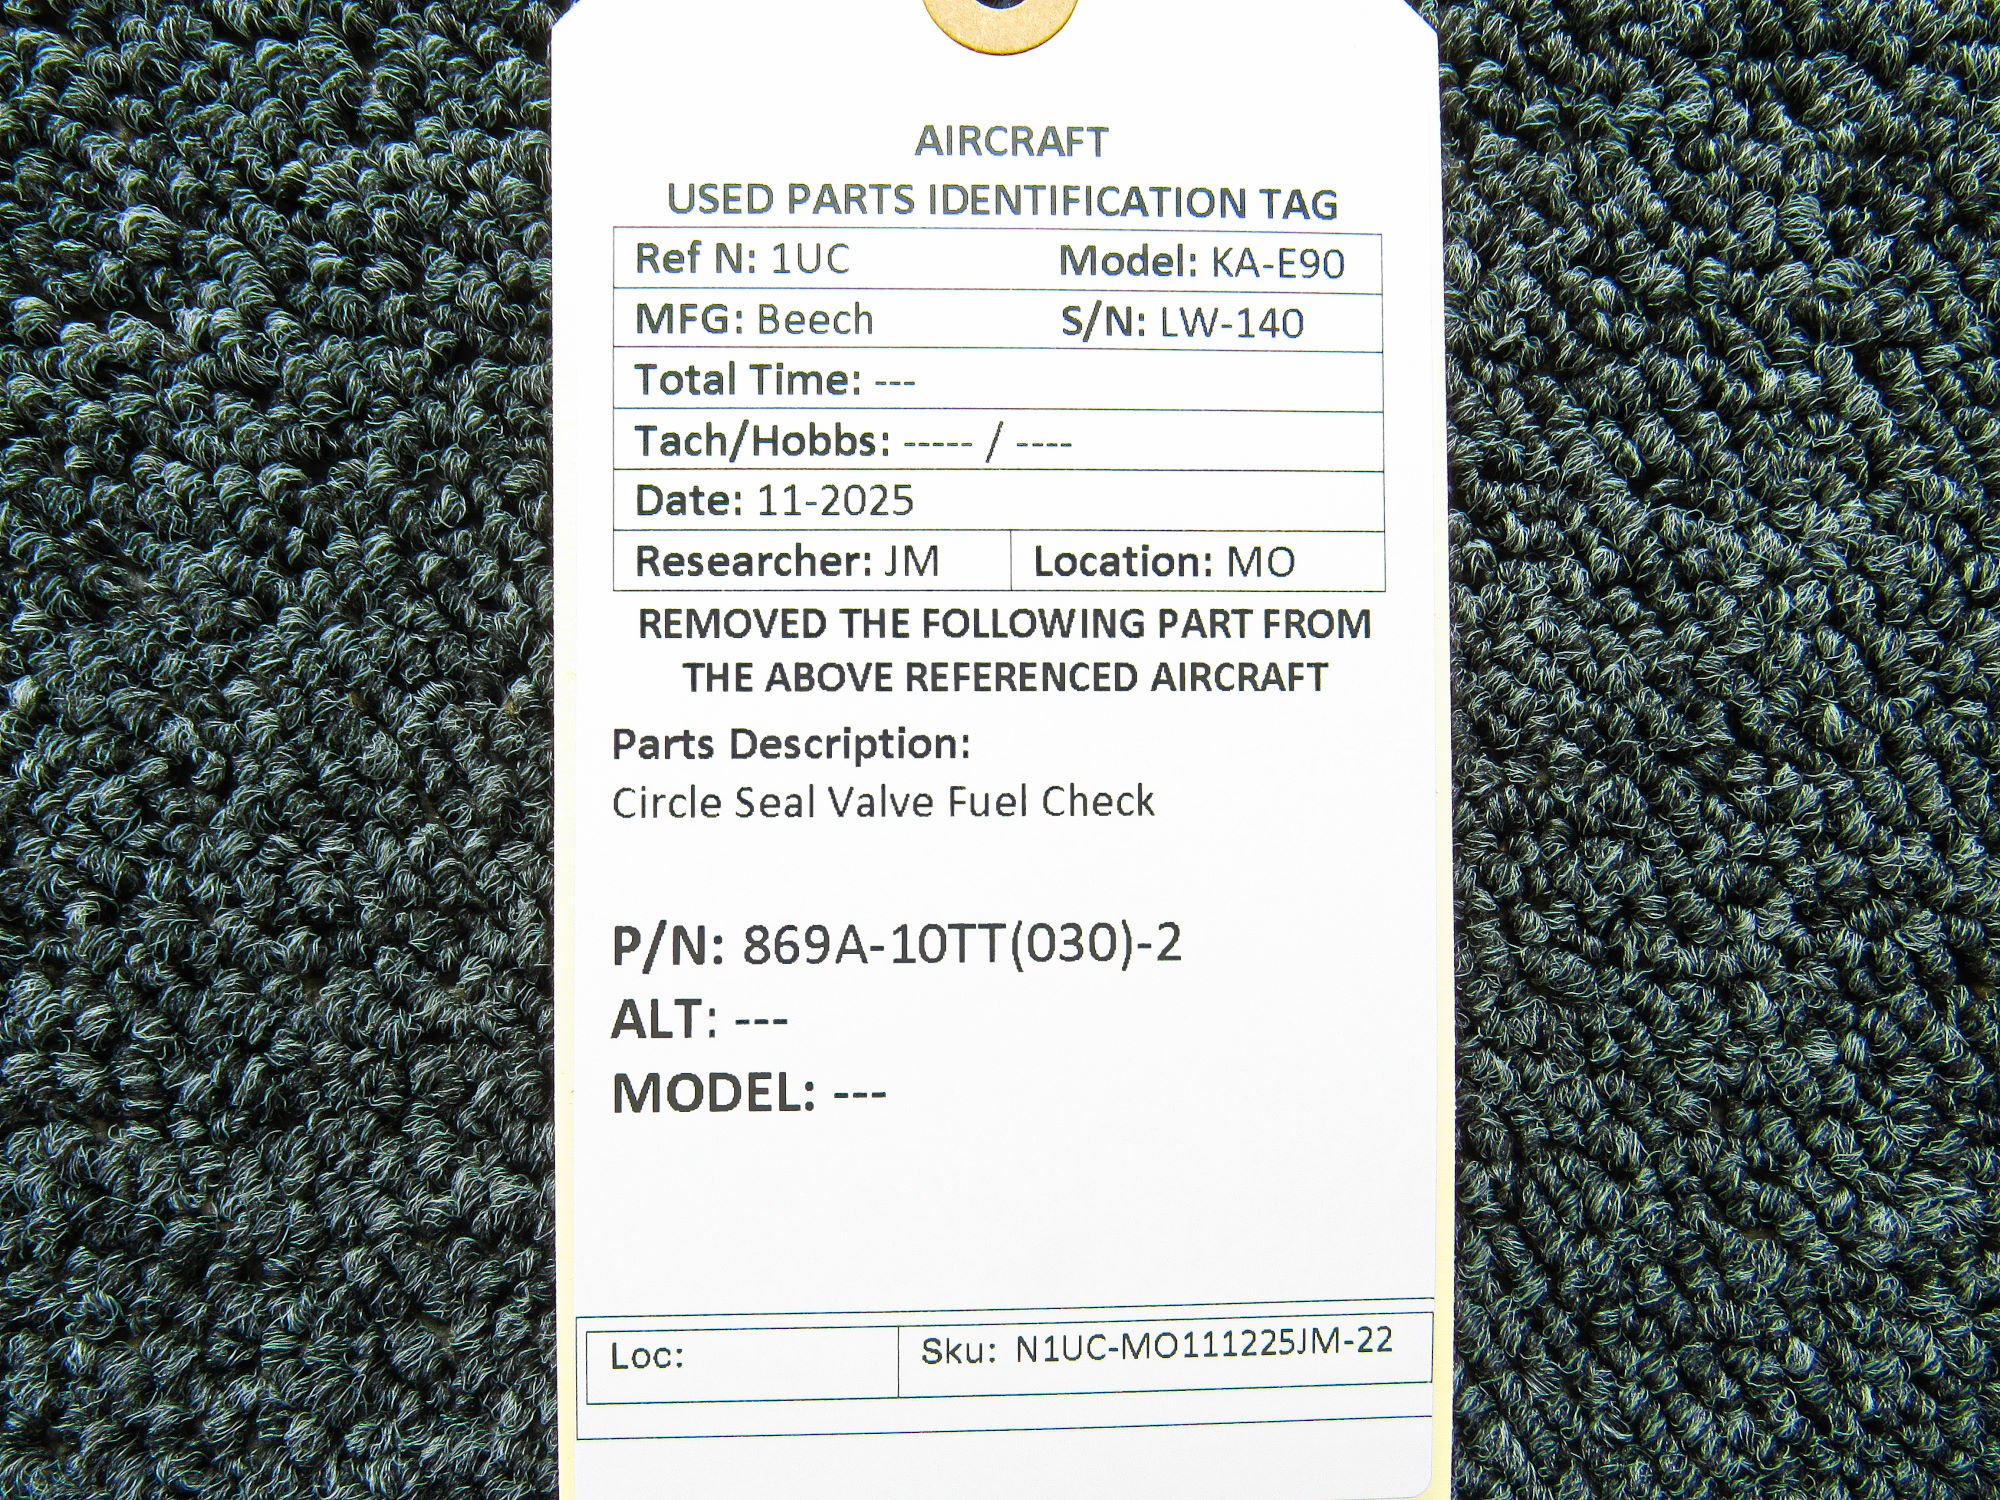 AIRCRAFT
USED PARTS IDENTIFICATION TAG
Ref N: 1UC Model: KA-E90
MFG: Beech S/N: LW-140
Total Time: ---
Tach/Hobbs: ----- / ----
Date: 11-2025
Researcher: JM Location: MO
REMOVED THE FOLLOWING PART FROM
THE ABOVE REFERENCED AIRCRAFT
Parts Description:
Circle Seal Valve Fuel Check
P/N: 869A-10TT(030)-2
ALT: ---
MODEL: ---
Loc: Sku: N1UC-MO111225JM-22